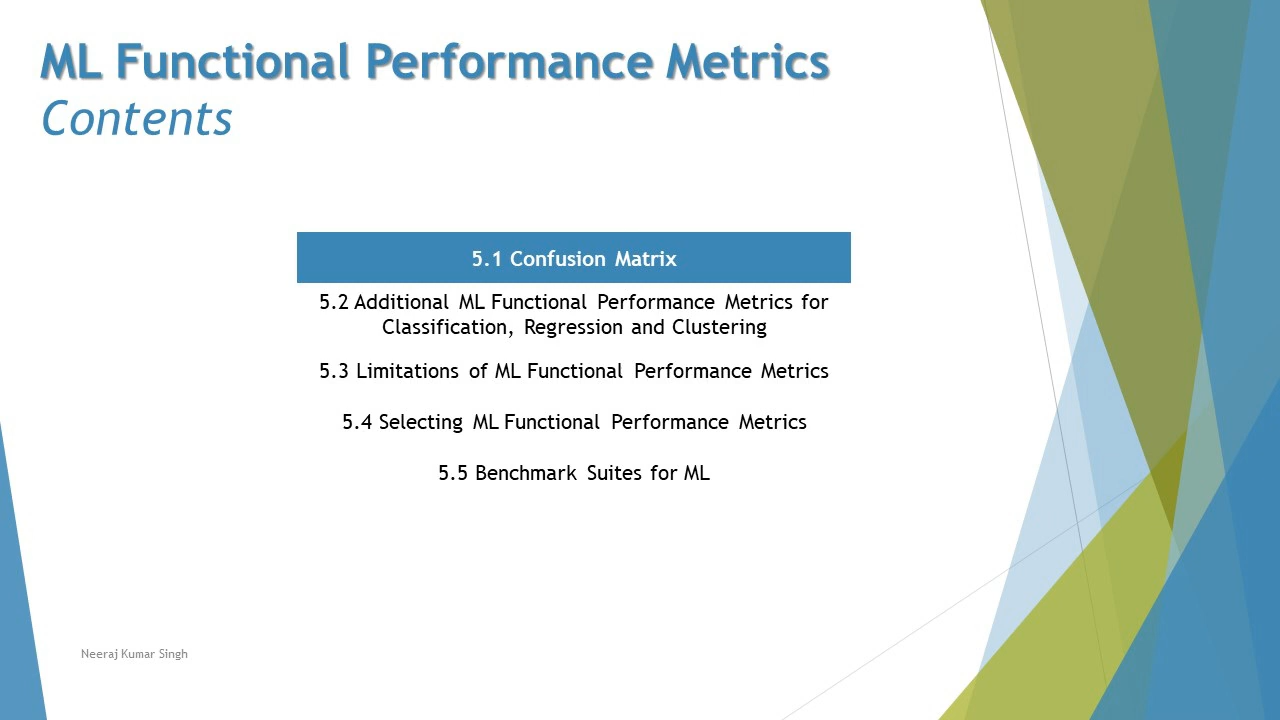 ML Functional Performance Metrics
Contents
5.1 Confusion Matrix
5.2 Additional ML Functional Performance Metrics for
Classification, Regression and Clustering
5.3 Limitations of ML Functional Performance Metrics
5.4 Selecting ML Functional Performance Metrics
5.5 Benchmark Suites for ML
Neeraj Kumar Singh